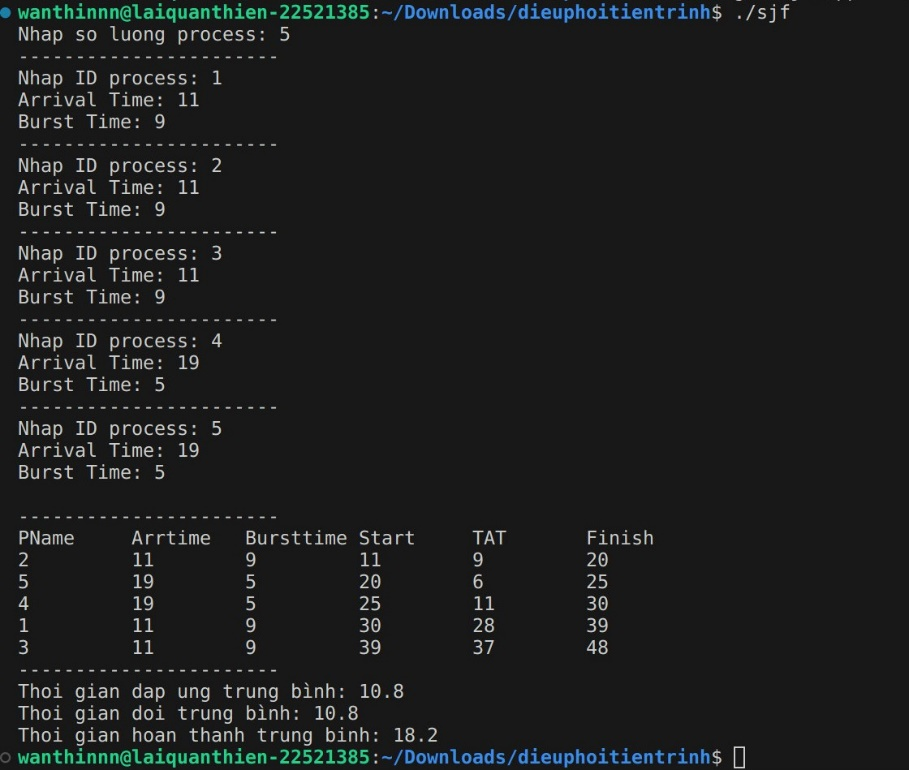 wanthinnn@laiquanthien-22521385:~/Downloads/dieuphoitientrinh$ ./sjf
Nhap so luong process: 5
-----------------------
Nhap ID process: 1
Arrival Time: 11
Burst Time: 9
-----------------------
Nhap ID process: 2
Arrival Time: 11
Burst Time: 9
-----------------------
Nhap ID process: 3
Arrival Time: 11
Burst Time: 9
-----------------------
Nhap ID process: 4
Arrival Time: 19
Burst Time: 5
-----------------------
Nhap ID process: 5
Arrival Time: 19
Burst Time: 5
-----------------------
PName Arrtime Bursttime Start TAT Finish
2 11 9 11 9 20
5 19 5 20 6 25
4 19 5 25 11 30
1 11 9 30 28 39
3 11 9 39 37 48
-----------------------
Thoi gian dap ung trung bình: 10.8
Thoi gian doi trung bình: 10.8
Thoi gian hoan thanh trung binh: 18.2
wanthinnn@laiquanthien-22521385:~/Downloads/dieuphoitientrinh$